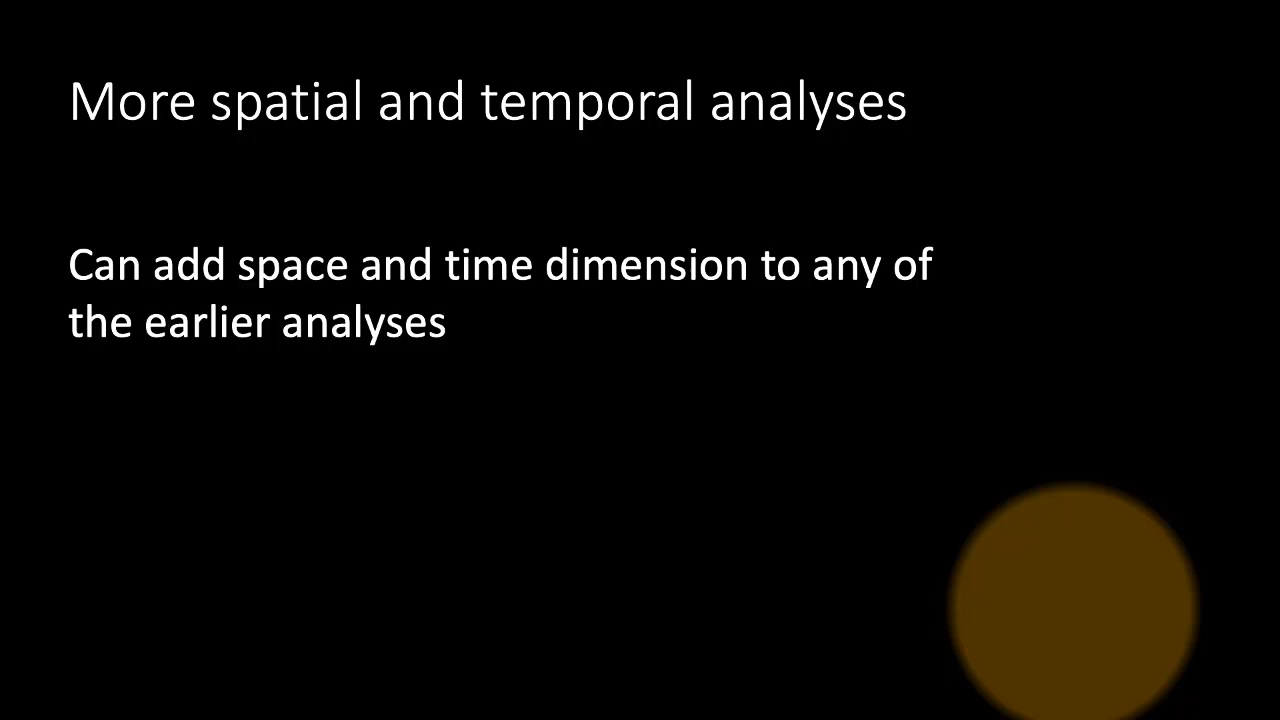 More spatial and temporal analyses
Can add space and time dimension to any of
the earlier analyses